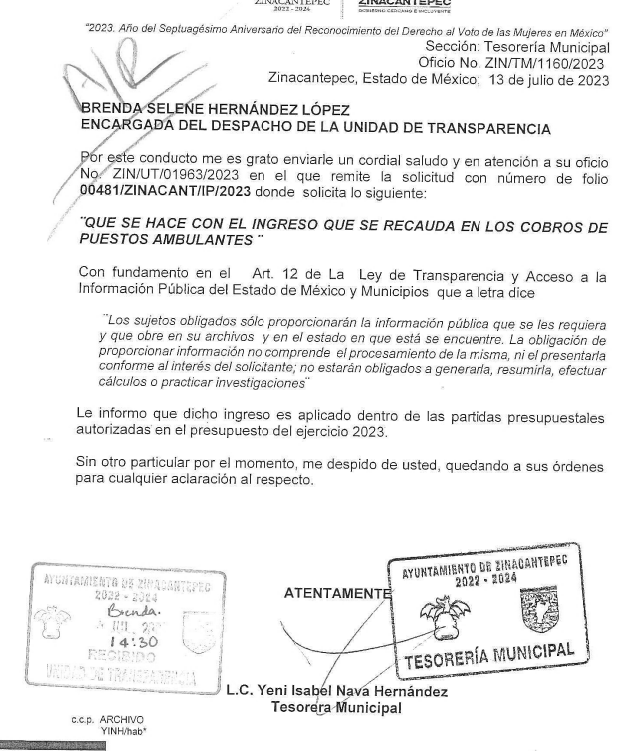 ZINACANTEPEC
2022 - 2024
ZINACANTEPEC
GOBIERNO CERCANO E INCLUYENTE
"2023. Año del Septuagésimo Aniversario del Reconocimiento del Derecho al Voto de las Mujeres en México"
Sección: Tesorería Municipal
Oficio No. ZIN/TM/1160/2023
Zinacantepec, Estado de México; 13 de julio de 2023
BRENDA SELENE HERNÁNDEZ LÓPEZ
ENCARGADA DEL DESPACHO DE LA UNIDAD DE TRANSPARENCIA
Por este conducto me es grato enviarle un cordial saludo y en atención a su oficio
No. ZIN/UT/01963/2023 en el que remite la solicitud con número de folio
00481/ZINACANT/IP/2023 donde solicita lo siguiente:
¨QUE SE HACE CON EL INGRESO QUE SE RECAUDA EN LOS COBROS DE
PUESTOS AMBULANTES ¨
Con fundamento en el Art. 12 de La Ley de Transparencia y Acceso a la
Información Pública del Estado de México y Municipios que a letra dice
¨Los sujetos obligados sólo proporcionarán la información pública que se les requiera
y que obre en su archivos y en el estado en que está se encuentre. La obligación de
proporcionar información no comprende el procesamiento de la misma, ni el presentarla
conforme al interés del solicitante; no estarán obligados a generarla, resumirla, efectuar
cálculos o practicar investigaciones¨
Le informo que dicho ingreso es aplicado dentro de las partidas presupuestales
autorizadas en el presupuesto del ejercicio 2023.
Sin otro particular por el momento, me despido de usted, quedando a sus órdenes
para cualquier aclaración al respecto.
AYUNTAMIENTO DE ZINACANTEPEC
2022 - 2024
Brenda.
14:30
RECIBIDO
UNIDAD DE TRANSPARENCIA
ATENTAMENTE
AYUNTAMIENTO DE ZINACANTEPEC
2022 - 2024
TESORERÍA MUNICIPAL
L.C. Yeni Isabel Nava Hernández
Tesorera Municipal
c.c.p. ARCHIVO
YINH/hab*